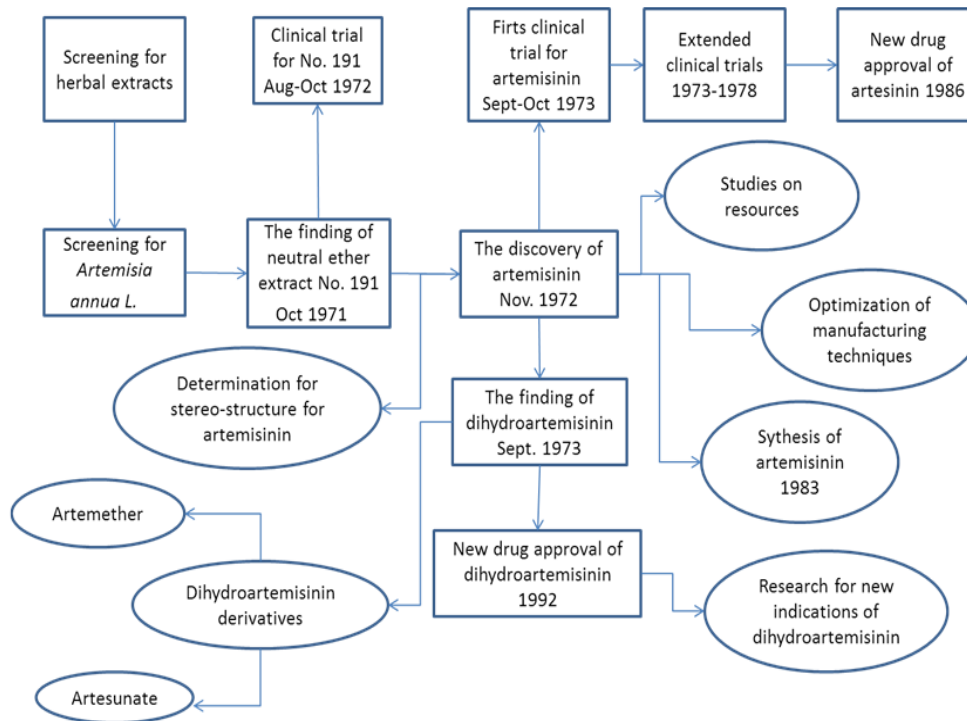 Screening for
herbal extracts
Clinical trial
for No. 191
Aug-Oct 1972
Firts clinical
trial for
artemisinin
Sept-Oct 1973
Extended
clinical trials
1973-1978
New drug
approval of
artesinin 1986
Studies on
resources
Screening for
Artemisia
annua L.
The finding of
neutral ether
extract No. 191
Oct 1971
The discovery of
artemisinin
Nov. 1972
Optimization of
manufacturing
techniques
Determination for
stereo-structure for
artemisinin
The finding of
dihydroartemisinin
Sept. 1973
Sythesis of
artemisinin
1983
Artemether
New drug approval of
dihydroartemisinin
1992
Dihydroartemisinin
derivatives
Research for new
indications of
dihydroartemisinin
Artesunate